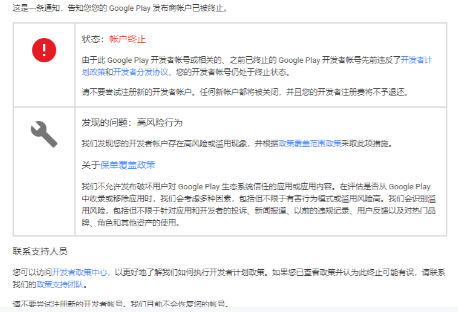 这是一条通知，告知您您的 Google Play 发布商帐户已被终止。
状态：帐户终止
由于此 Google Play 开发者帐号或相关的、之前已终止的 Google Play 开发者帐号先前违反了开发者计
划政策和开发者分发协议，您的开发者帐号仍处于终止状态。
请不要尝试注册新的开发者帐户。任何新帐户都将被关闭，并且您的开发者注册费将不予退还。
发现的问题：高风险行为
我们发现您的开发者帐户存在高风险或滥用现象，并根据政策覆盖范围政策采取此项措施。
关于保单覆盖政策
我们不允许发布破坏用户对 Google Play 生态系统信任的应用或应用内容。在评估是否从 Google Play
中收录或移除应用时，我们会考虑多种因素，包括但不限于有害行为模式或滥用风险高。我们会识别滥
用风险，包括但不限于针对应用和开发者的投诉、新闻报道、以前的违规记录、用户反馈以及对热门品
牌、角色和其他资产的使用。
联系支持人员
您可以访问开发者政策中心，以更好地了解我们如何执行开发者计划政策。如果您已查看政策并认为此终止可能有误，请联系
我们的政策支持团队。
请不要尝试注册新的开发者帐号。我们目前不会恢复您的帐号。